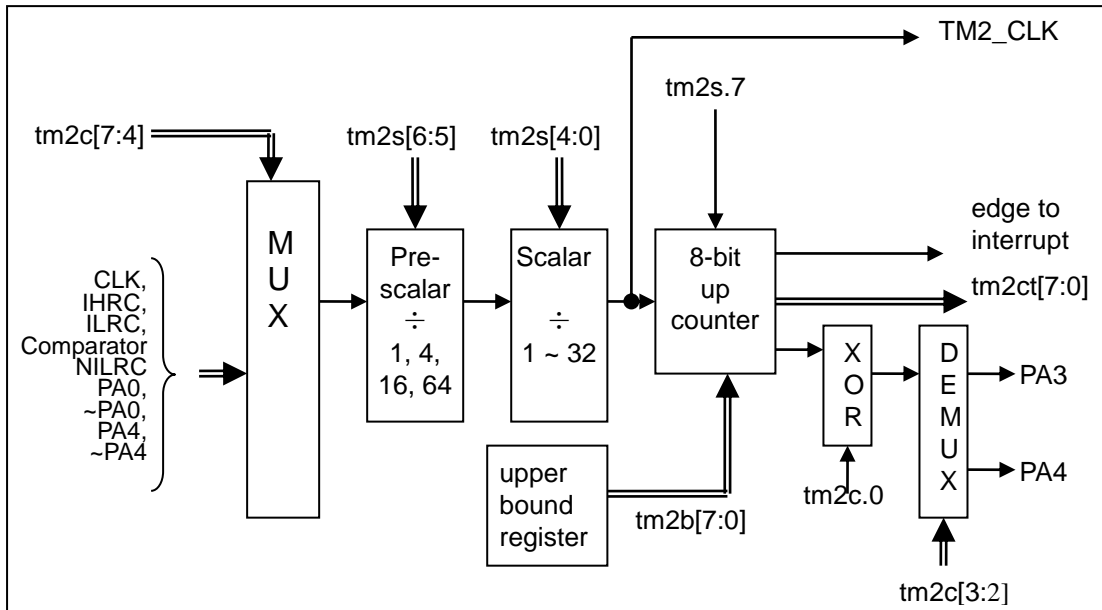 TM2_CLK
tm2s.7
tm2c[7:4]
tm2s[6:5]
tm2s[4:0]
M
U
X
Pre-
scalar
÷
1, 4,
16, 64
Scalar
÷
1 ~ 32
8-bit
up
counter
edge to
interrupt
tm2ct[7:0]
CLK,
IHRC,
ILRC,
Comparator
NILRC
PA0,
~PA0,
PA4,
~PA4
X
O
R
D
E
M
U
X
PA3
PA4
upper
bound
register
tm2b[7:0]
tm2c.0
tm2c[3:2]